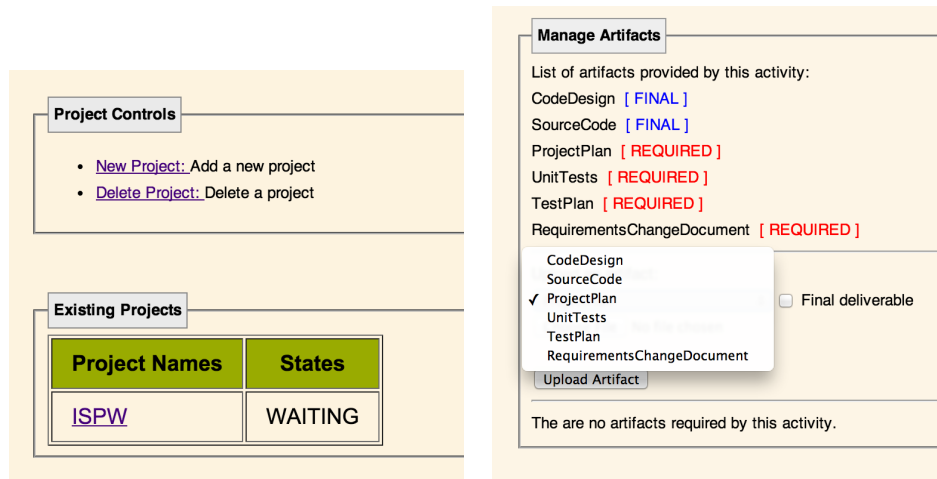 Project Controls
New Project: Add a new project
Delete Project: Delete a project
Existing Projects
Project Names States
ISPW WAITING
Manage Artifacts
List of artifacts provided by this activity:
CodeDesign [ FINAL ]
SourceCode [ FINAL ]
ProjectPlan [ REQUIRED ]
UnitTests [ REQUIRED ]
TestPlan [ REQUIRED ]
RequirementsChangeDocument [ REQUIRED ]
CodeDesign
SourceCode
✓ ProjectPlan Final deliverable
UnitTests
TestPlan
RequirementsChangeDocument
Upload Artifact
The are no artifacts required by this activity.